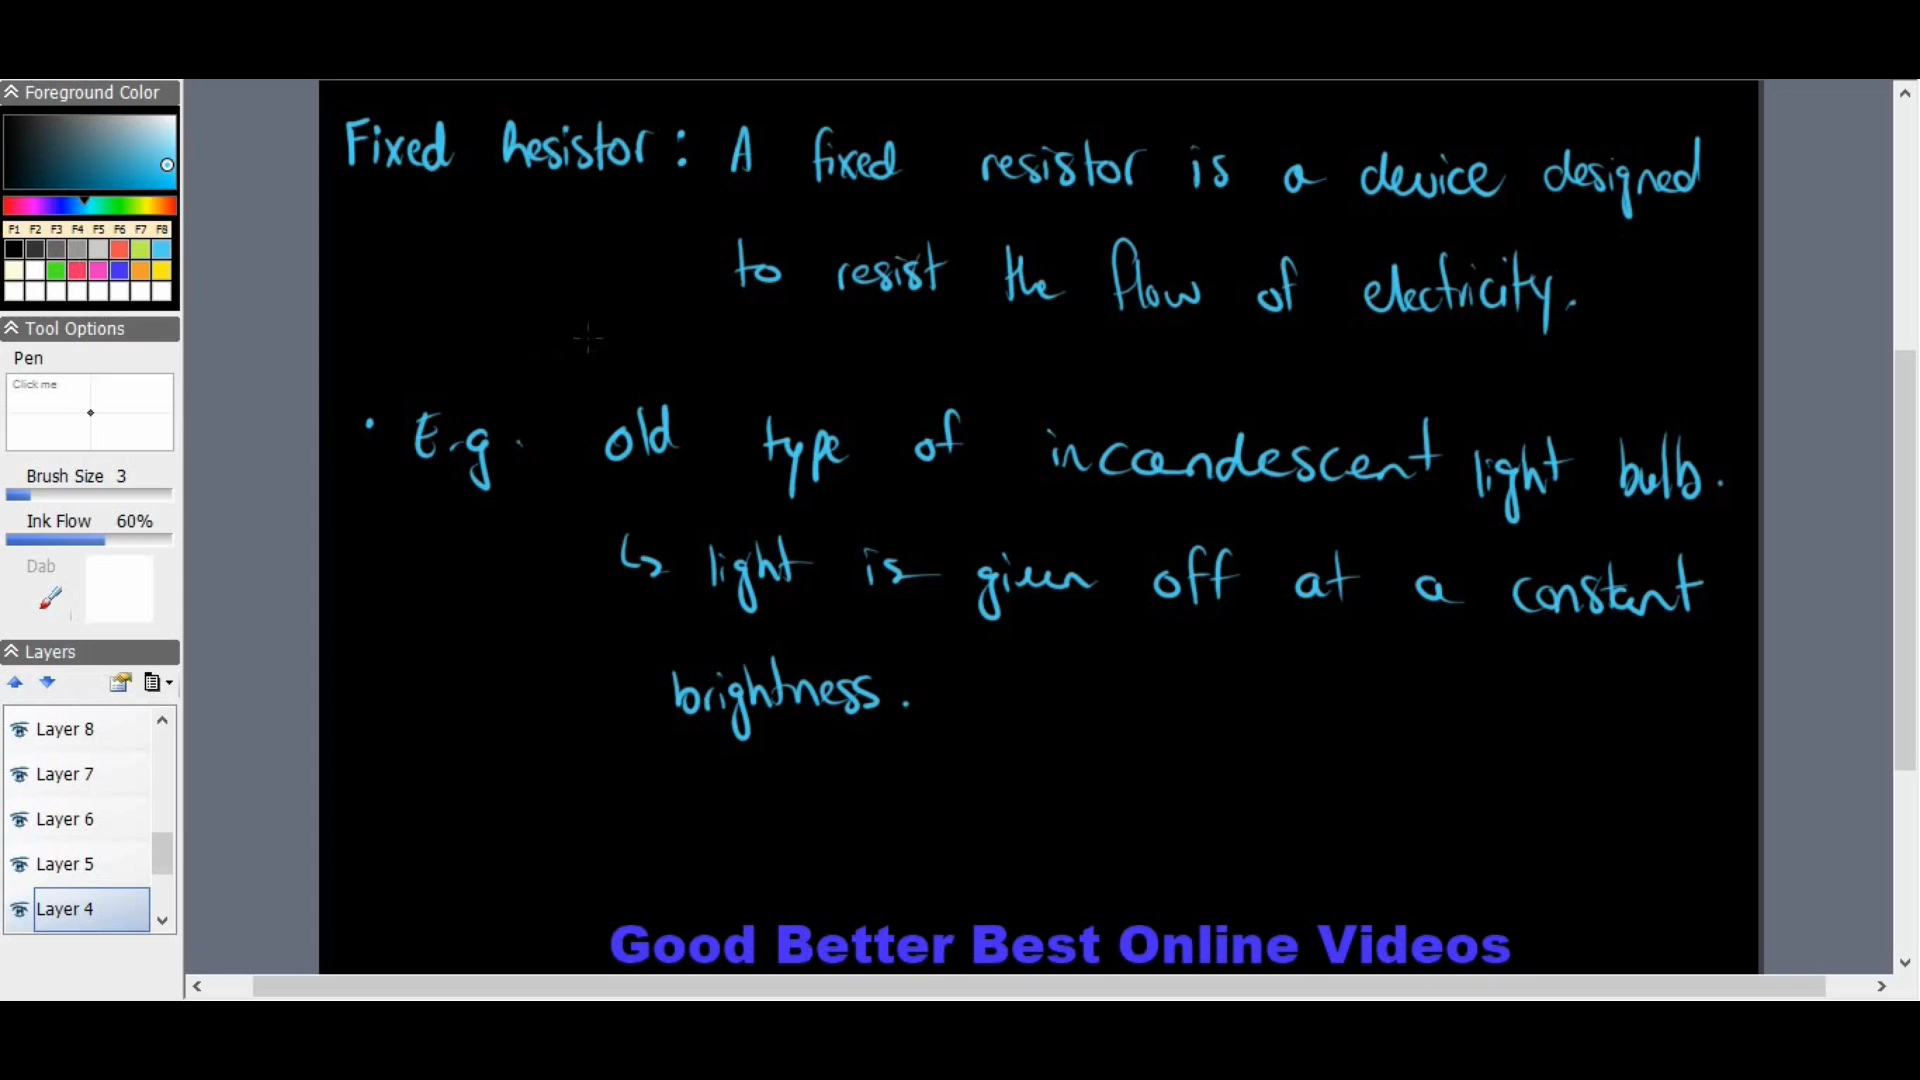 Foreground Color
F1 F2 F3 F4 F5 F6 F7 F8
Tool Options
Pen
Click me
Brush Size 3
Ink Flow 60%
Dab
Layers
Layer 8
Layer 7
Layer 6
Layer 5
Layer 4
Fixed Resistor: A fixed resistor is a device designed
to resist the flow of electricity.
• E.g. old type of incandescent light bulb.
↳ light is given off at a constant
brightness.
Good Better Best Online Videos